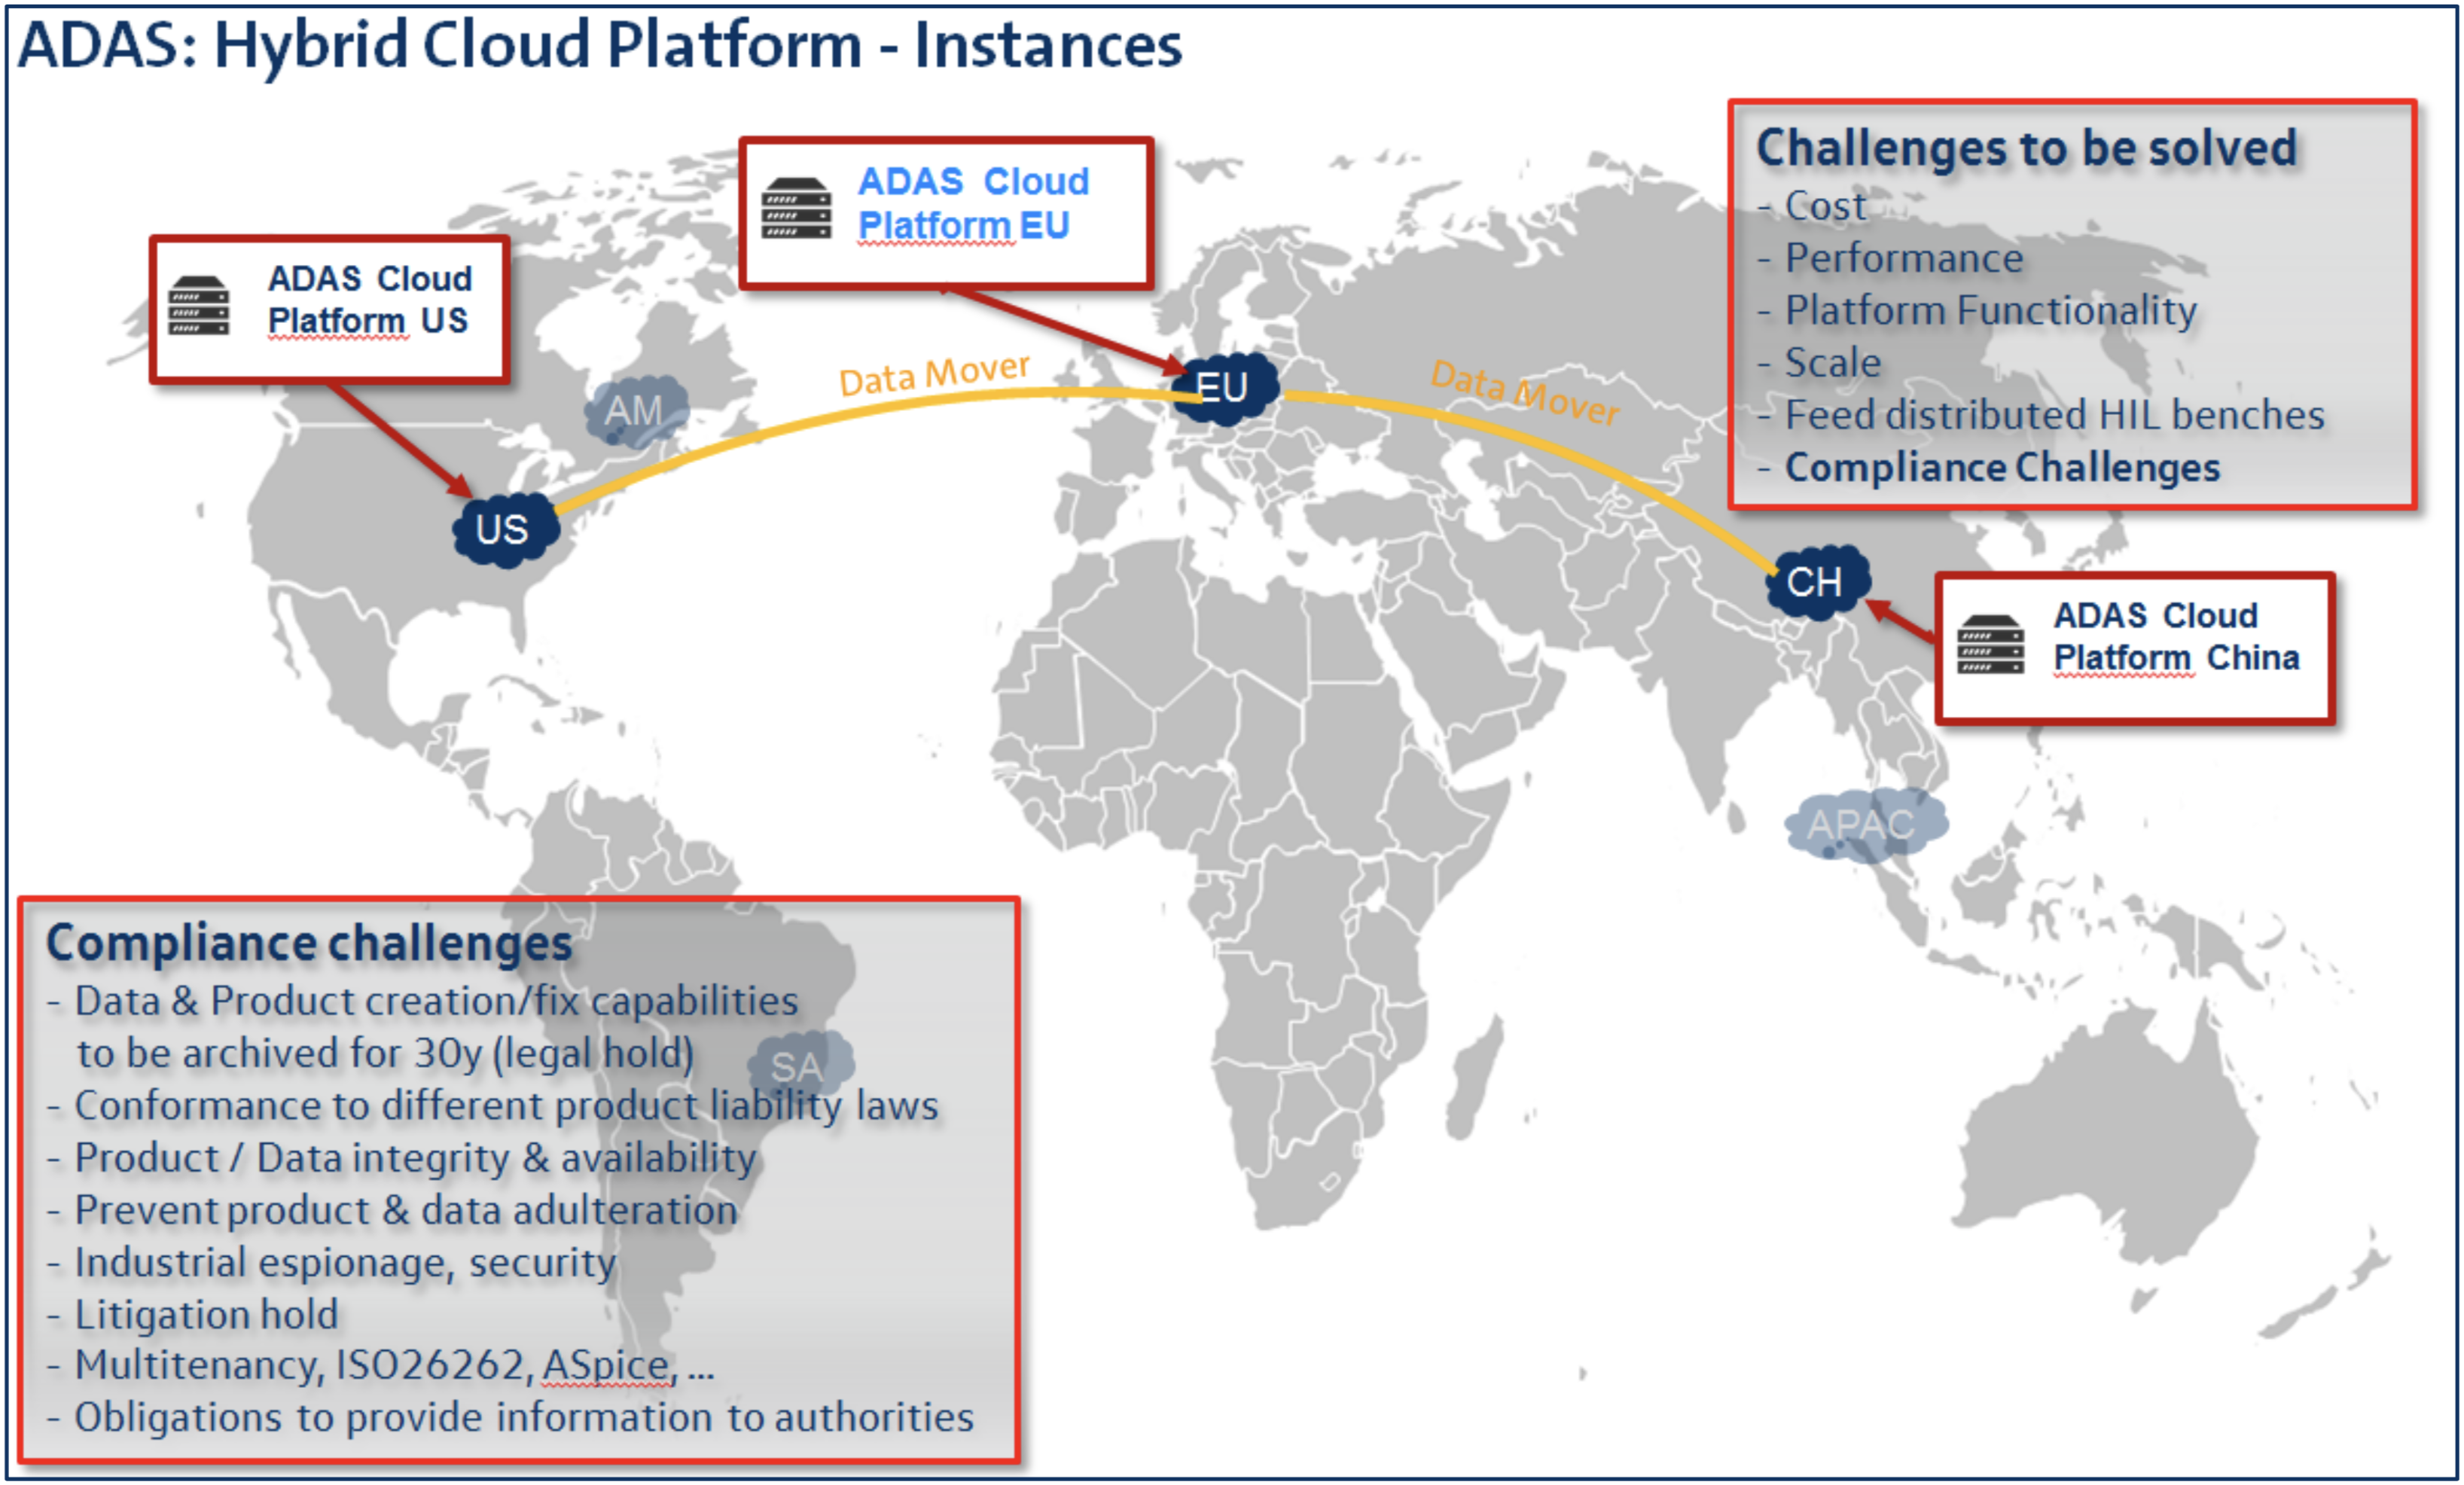 ADAS: Hybrid Cloud Platform - Instances
ADAS Cloud
Platform EU
ADAS Cloud
Platform US
Challenges to be solved
- Cost
- Performance
- Platform Functionality
- Scale
- Feed distributed HIL benches
- Compliance Challenges
Data Mover
Data Mover
AM
EU
US
CH
ADAS Cloud
Platform China
APAC
Compliance challenges
- Data & Product creation/fix capabilities
to be archived for 30y (legal hold)
- Conformance to different product liability laws
- Product / Data integrity & availability
- Prevent product & data adulteration
- Industrial espionage, security
- Litigation hold
- Multitenancy, ISO26262, ASpice, ...
- Obligations to provide information to authorities
SA